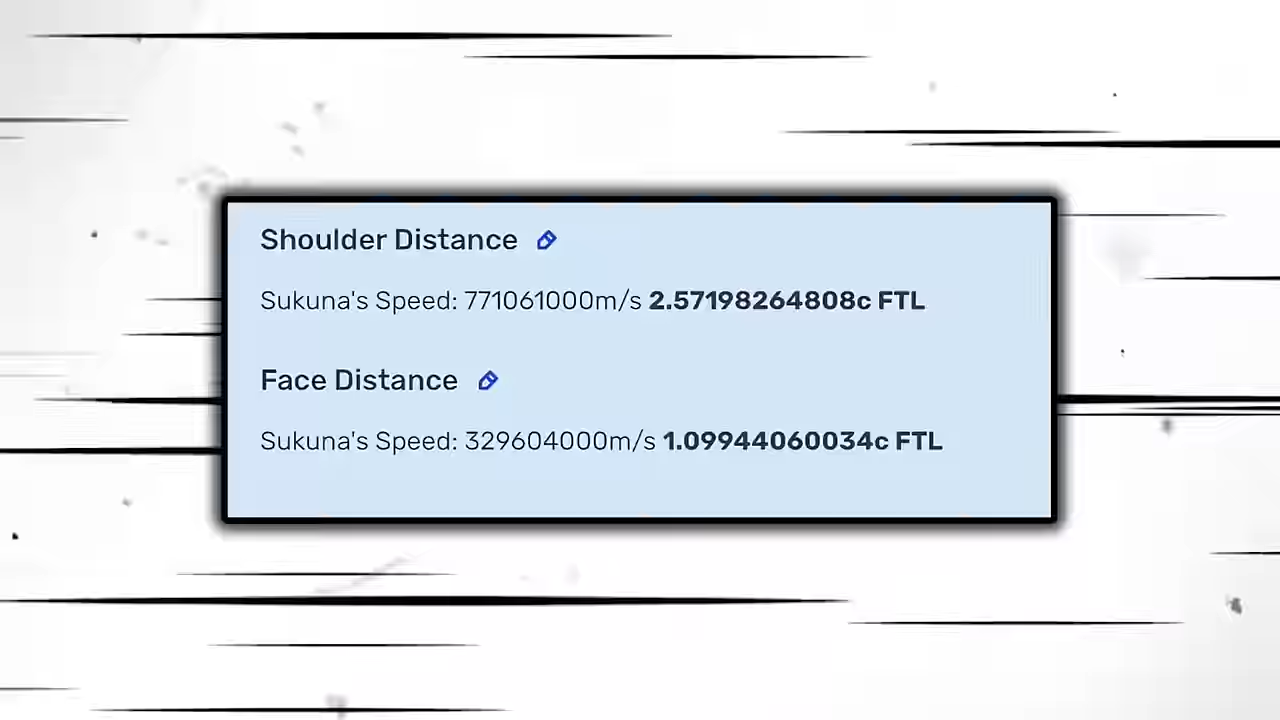 Shoulder Distance
Sukuna's Speed: 771061000m/s 2.57198264808c FTL
Face Distance
Sukuna's Speed: 329604000m/s 1.09944060034c FTL